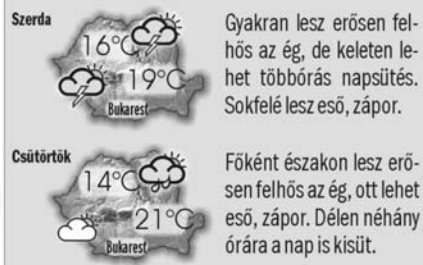 Szerda
16°C
19°C
Bukarest
Gyakran lesz erősen fel-
hős az ég, de keleten le-
het többórás napsütés.
Sokfelé lesz eső, zápor.
Csütörtök
14°C
21°C
Bukarest
Főként északon lesz erő-
sen felhős az ég, ott lehet
eső, zápor. Délen néhány
órára a nap is kisüt.